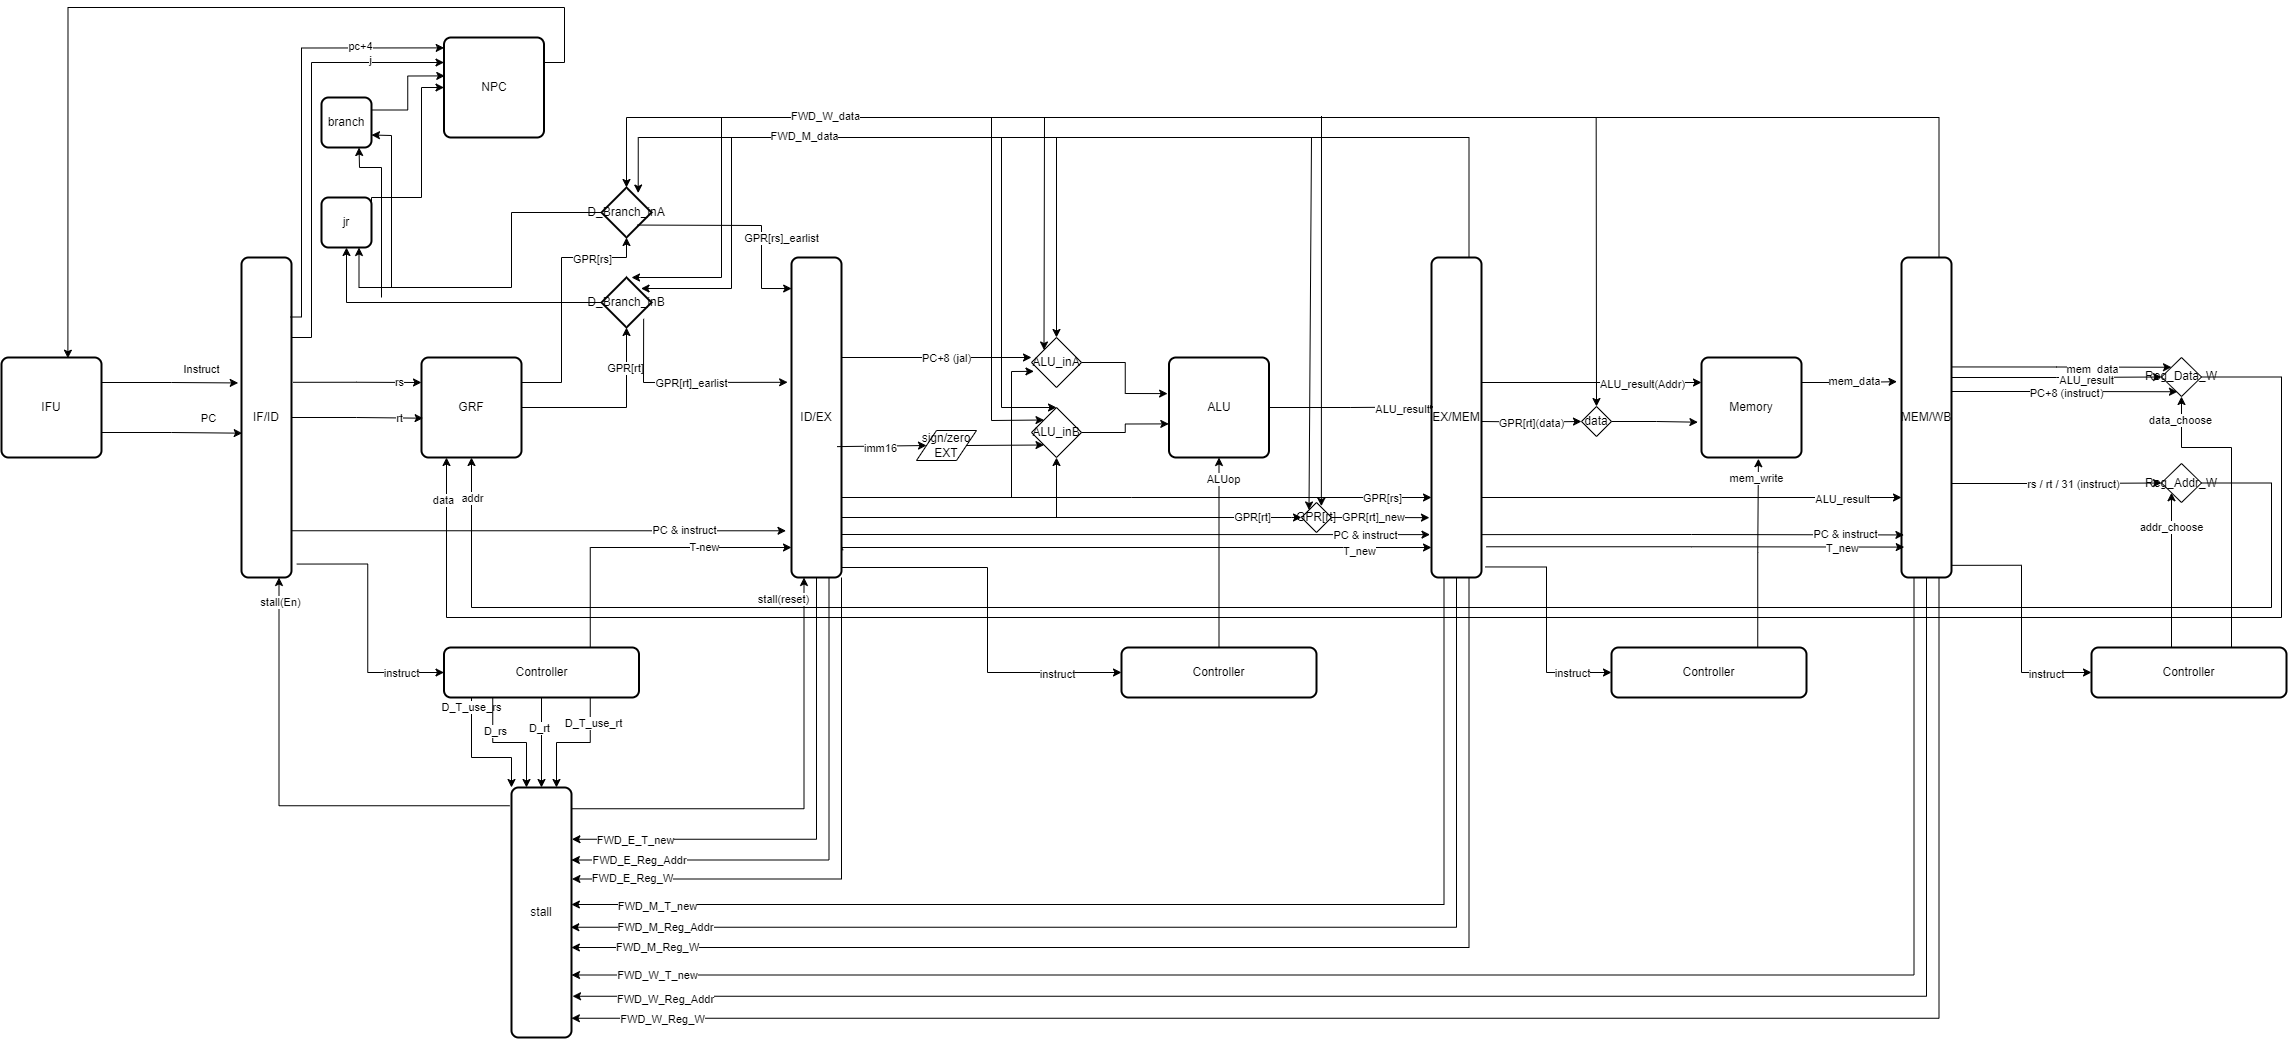 pc+4
j
NPC
branch
jr
FWD_W_data
FWD_M_data
D_Branch_inA
GPR[rs]_earlist
GPR[rs]
D_Branch_inB
GPR[rt]
GPR[rt]_earlist
Instruct
PC
IFU
IF/ID
rs
rt
GRF
data
addr
PC & instruct
T-new
ID/EX
PC+8 (jal)
imm16
sign/zero
EXT
ALU_inA
ALU_inB
ALU
ALUop
ALU_result
GPR[rs]
GPR[rt]
GPR[rt]
GPR[rt]_new
PC & instruct
T_new
EX/MEM
ALU_result(Addr)
GPR[rt](data)
data
Memory
mem_write
mem_data
ALU_result
PC & instruct
T_new
MEM/WB
mem_data
ALU_result
PC+8 (instruct)
Reg_Data_W
data_choose
rs / rt / 31 (instruct)
Reg_Addr_W
addr_choose
stall(En)
stall(reset)
instruct
Controller
instruct
Controller
instruct
Controller
instruct
Controller
D_T_use_rs
D_rs
D_rt
D_T_use_rt
stall
FWD_E_T_new
FWD_E_Reg_Addr
FWD_E_Reg_W
FWD_M_T_new
FWD_M_Reg_Addr
FWD_M_Reg_W
FWD_W_T_new
FWD_W_Reg_Addr
FWD_W_Reg_W